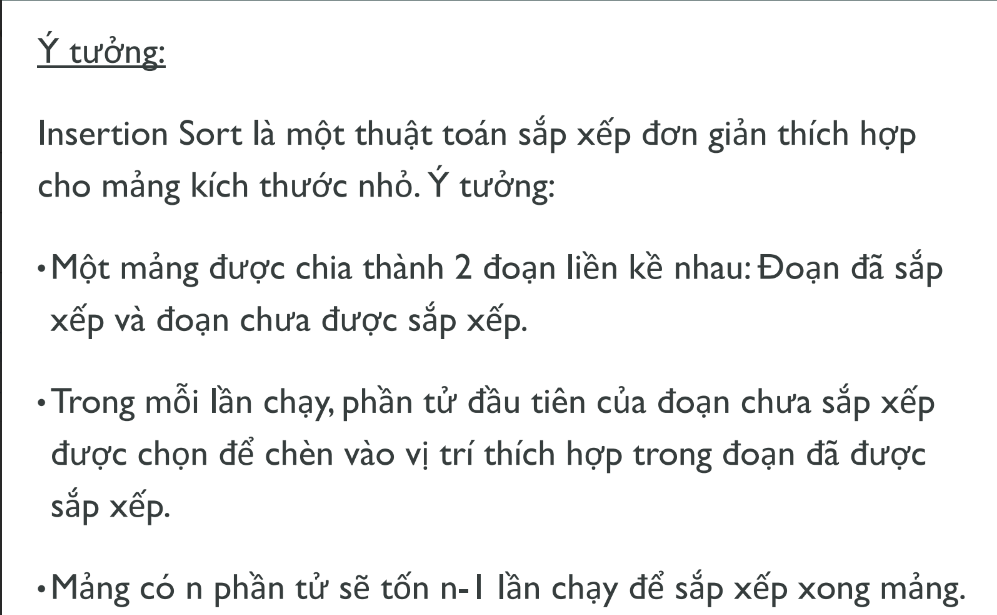 Ý tưởng:
Insertion Sort là một thuật toán sắp xếp đơn giản thích hợp
cho mảng kích thước nhỏ. Ý tưởng:
•Một mảng được chia thành 2 đoạn liền kề nhau: Đoạn đã sắp
xếp và đoạn chưa được sắp xếp.
•Trong mỗi lần chạy, phần tử đầu tiên của đoạn chưa sắp xếp
được chọn để chèn vào vị trí thích hợp trong đoạn đã được
sắp xếp.
•Mảng có n phần tử sẽ tốn n-1 lần chạy để sắp xếp xong mảng.